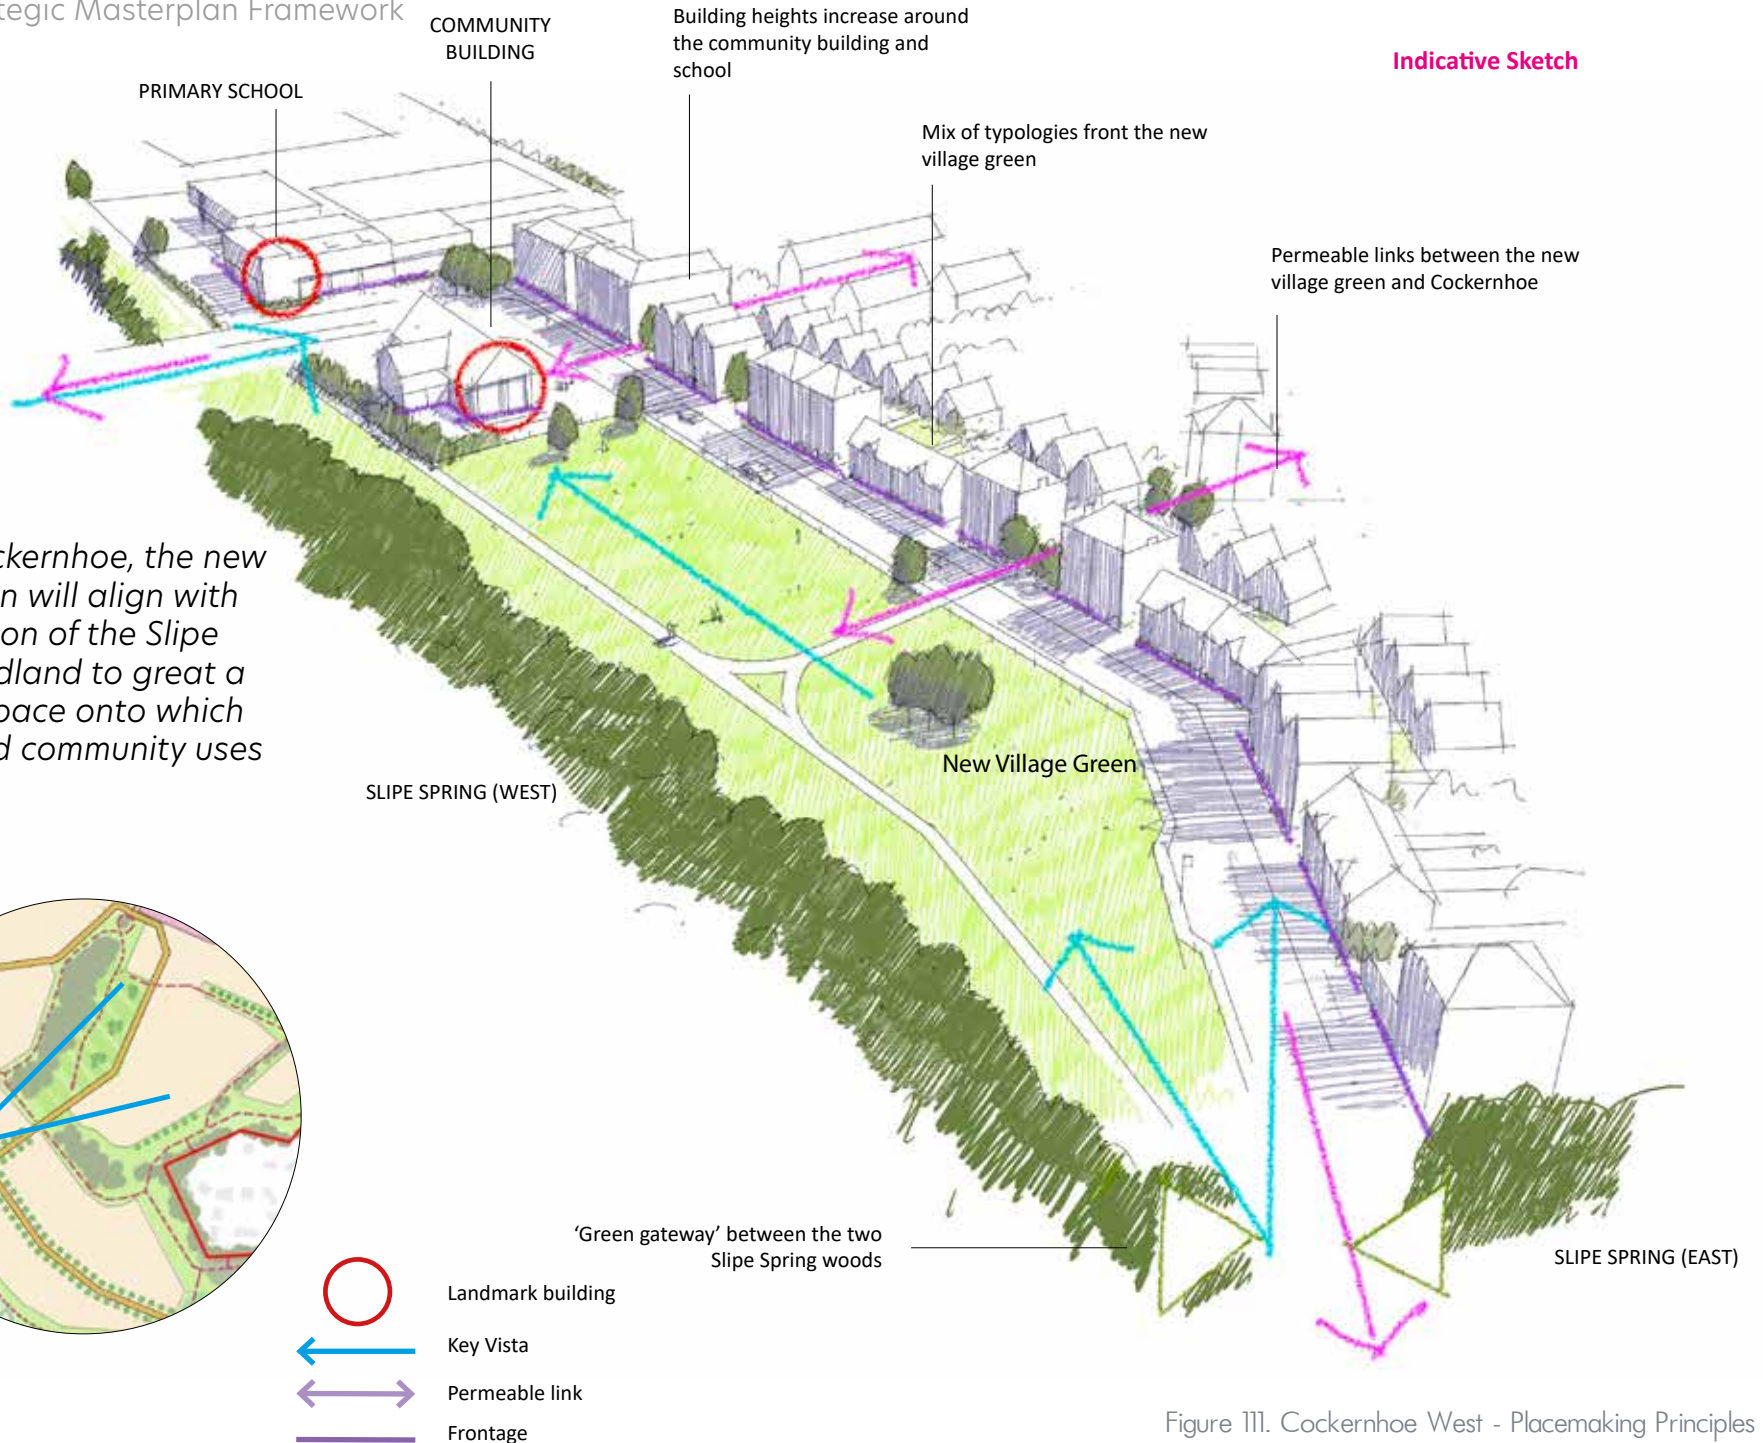 tegic Masterplan Framework
COMMUNITY
BUILDING
Building heights increase around
the community building and
school
Indicative Sketch
PRIMARY SCHOOL
Mix of typologies front the new
village green
Permeable links between the new
village green and Cockernhoe
ckernhoe, the new
n will align with
ion of the Slipe
dland to great a
pace onto which
d community uses
New Village Green
SLIPE SPRING (WEST)
'Green gateway' between the two
Slipe Spring woods
SLIPE SPRING (EAST)
Landmark building
Key Vista
Permeable link
Frontage
Figure 111. Cockernhoe West - Placemaking Principles